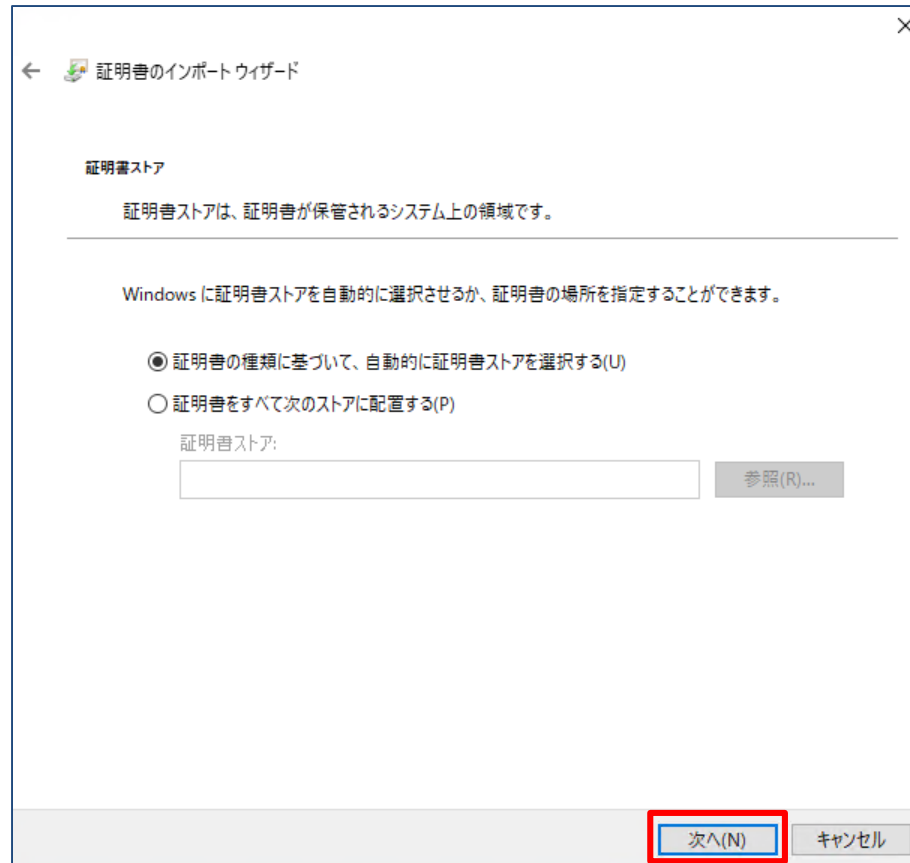 証明書のインポート ウィザード
証明書ストア
証明書ストアは、証明書が保管されるシステム上の領域です。
Windows に証明書ストアを自動的に選択させるか、証明書の場所を指定することができます。
証明書の種類に基づいて、自動的に証明書ストアを選択する(U)
証明書をすべて次のストアに配置する(P)
証明書ストア:
参照(R)...
次へ(N)
キャンセル